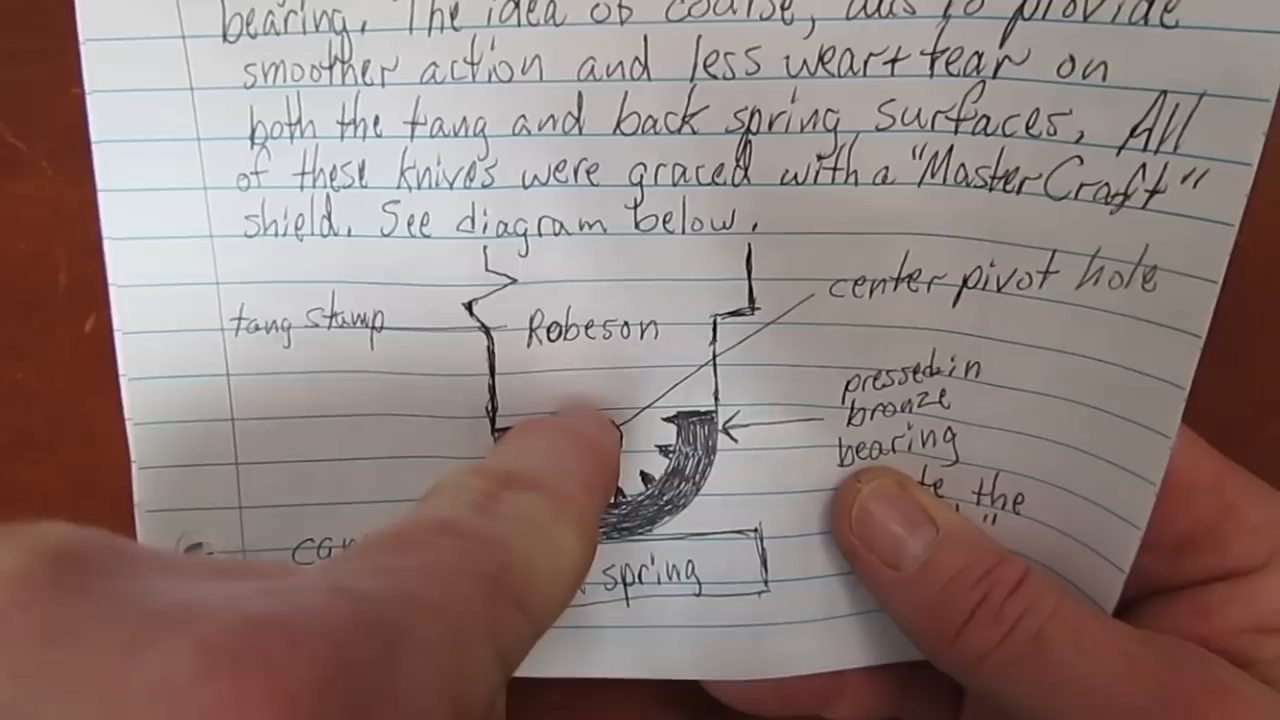 bearing. The idea of course, was to provide
smoother action and less wear + tear on
both the tang and back spring surfaces. All
of these knives were graced with a "MasterCraft"
shield. See diagram below.
center pivot hole
tang stamp
Robeson
pressed in
bronze
bearing
the
spring